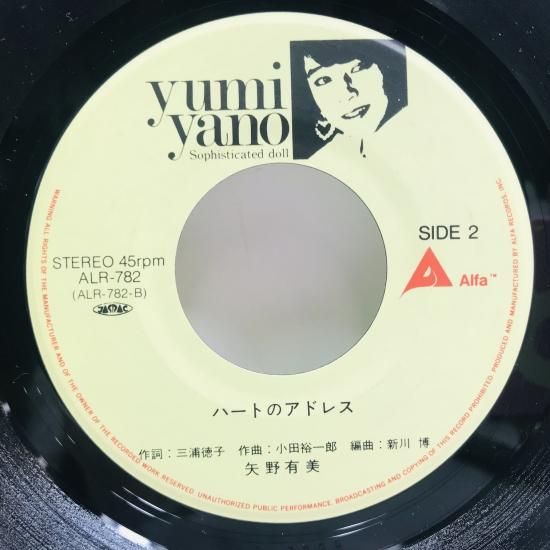 yumi
yano
Sophisticated doll
SIDE 2
STEREO 45rpm
ALR-782
(ALR-782-B)
JASRAC
Alfa™
ハートのアドレス
作詞：三浦徳子 作曲：小田裕一郎 編曲：新川 博
矢野有美
WARNING: ALL RIGHTS OF THE MANUFACTURER AND OF THE OWNER OF THE RECORDED WORK RESERVED. UNAUTHORIZED PUBLIC PERFORMANCE, BROADCASTING AND COPYING OF THIS RECORD PROHIBITED. PRODUCED AND MANUFACTURED BY ALFA RECORDS, INC.